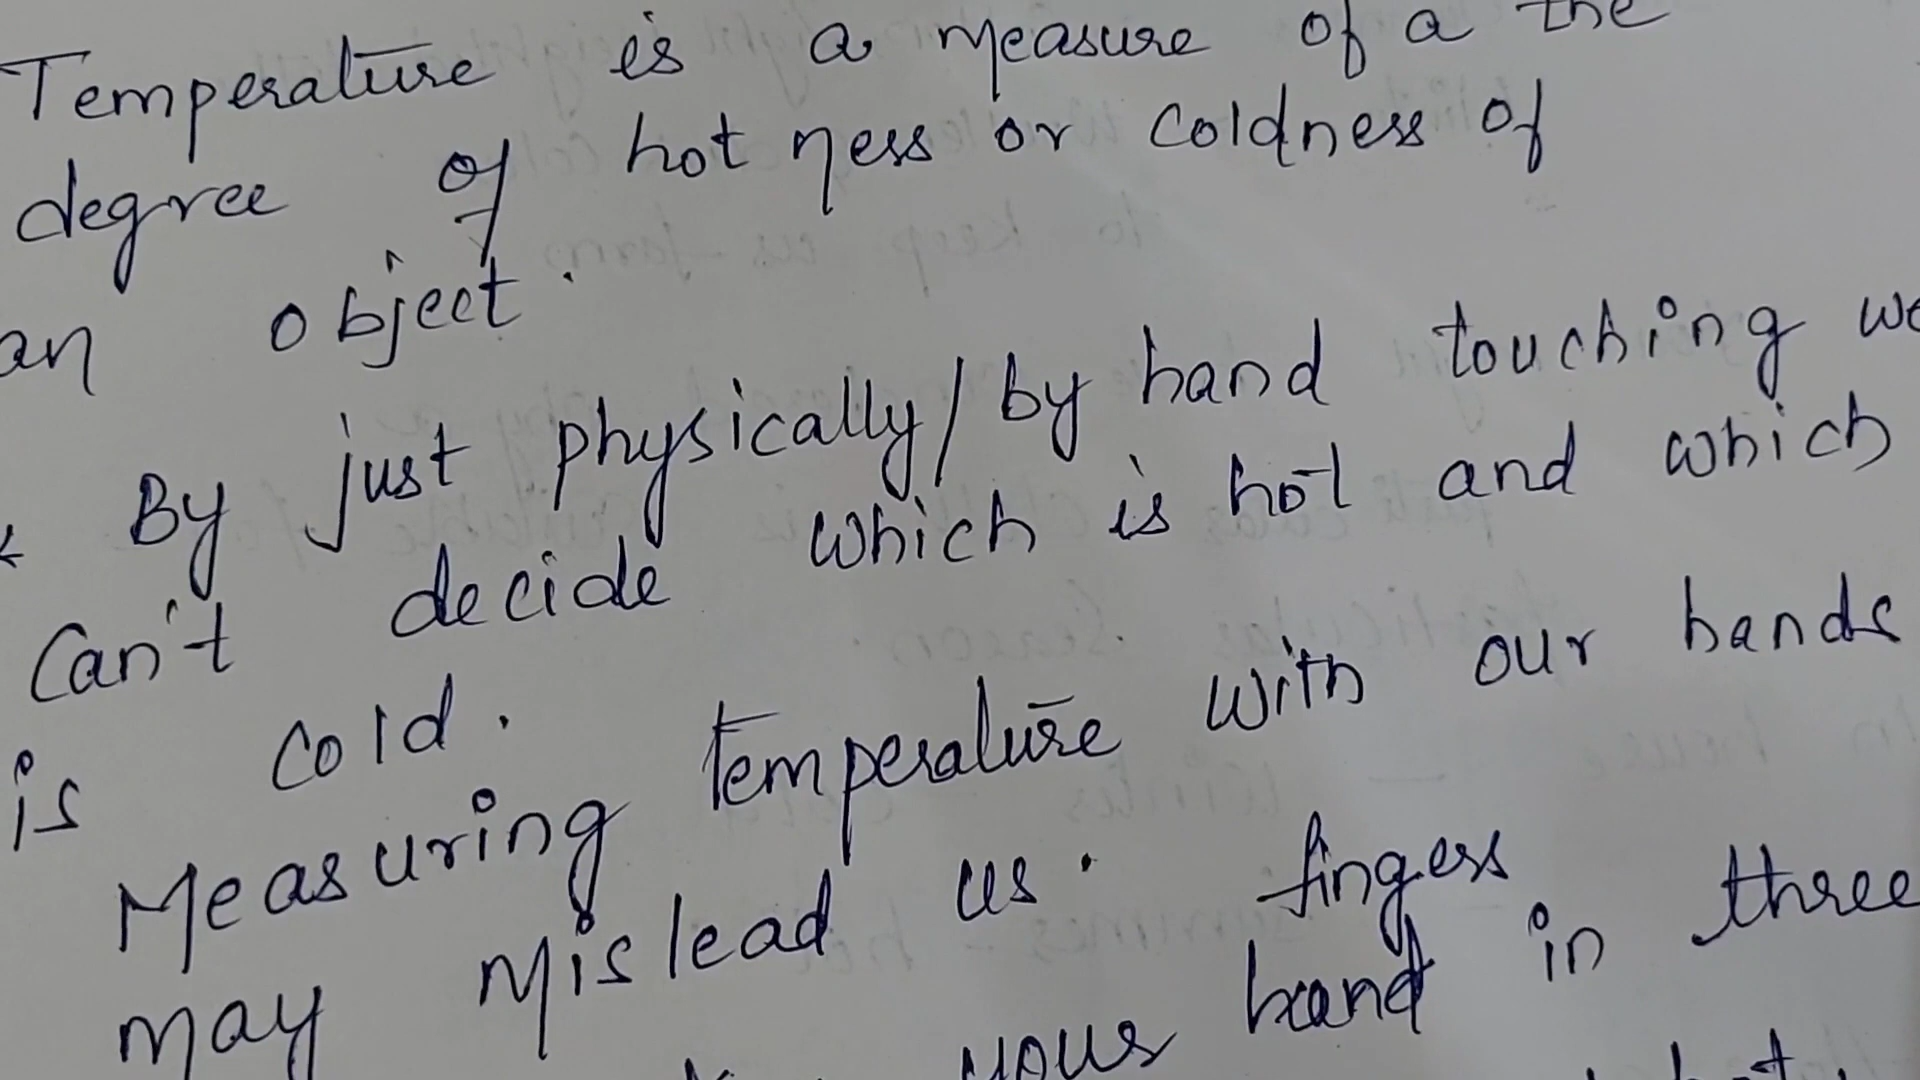 Temperature is a measure of a the
degree of hot ness or coldness of
an object.
By just physically/by hand touching we
can't decide which is hot and which
is cold.
Measuring temperature with our hands
may mislead us. fingers
your hand in three
hot.